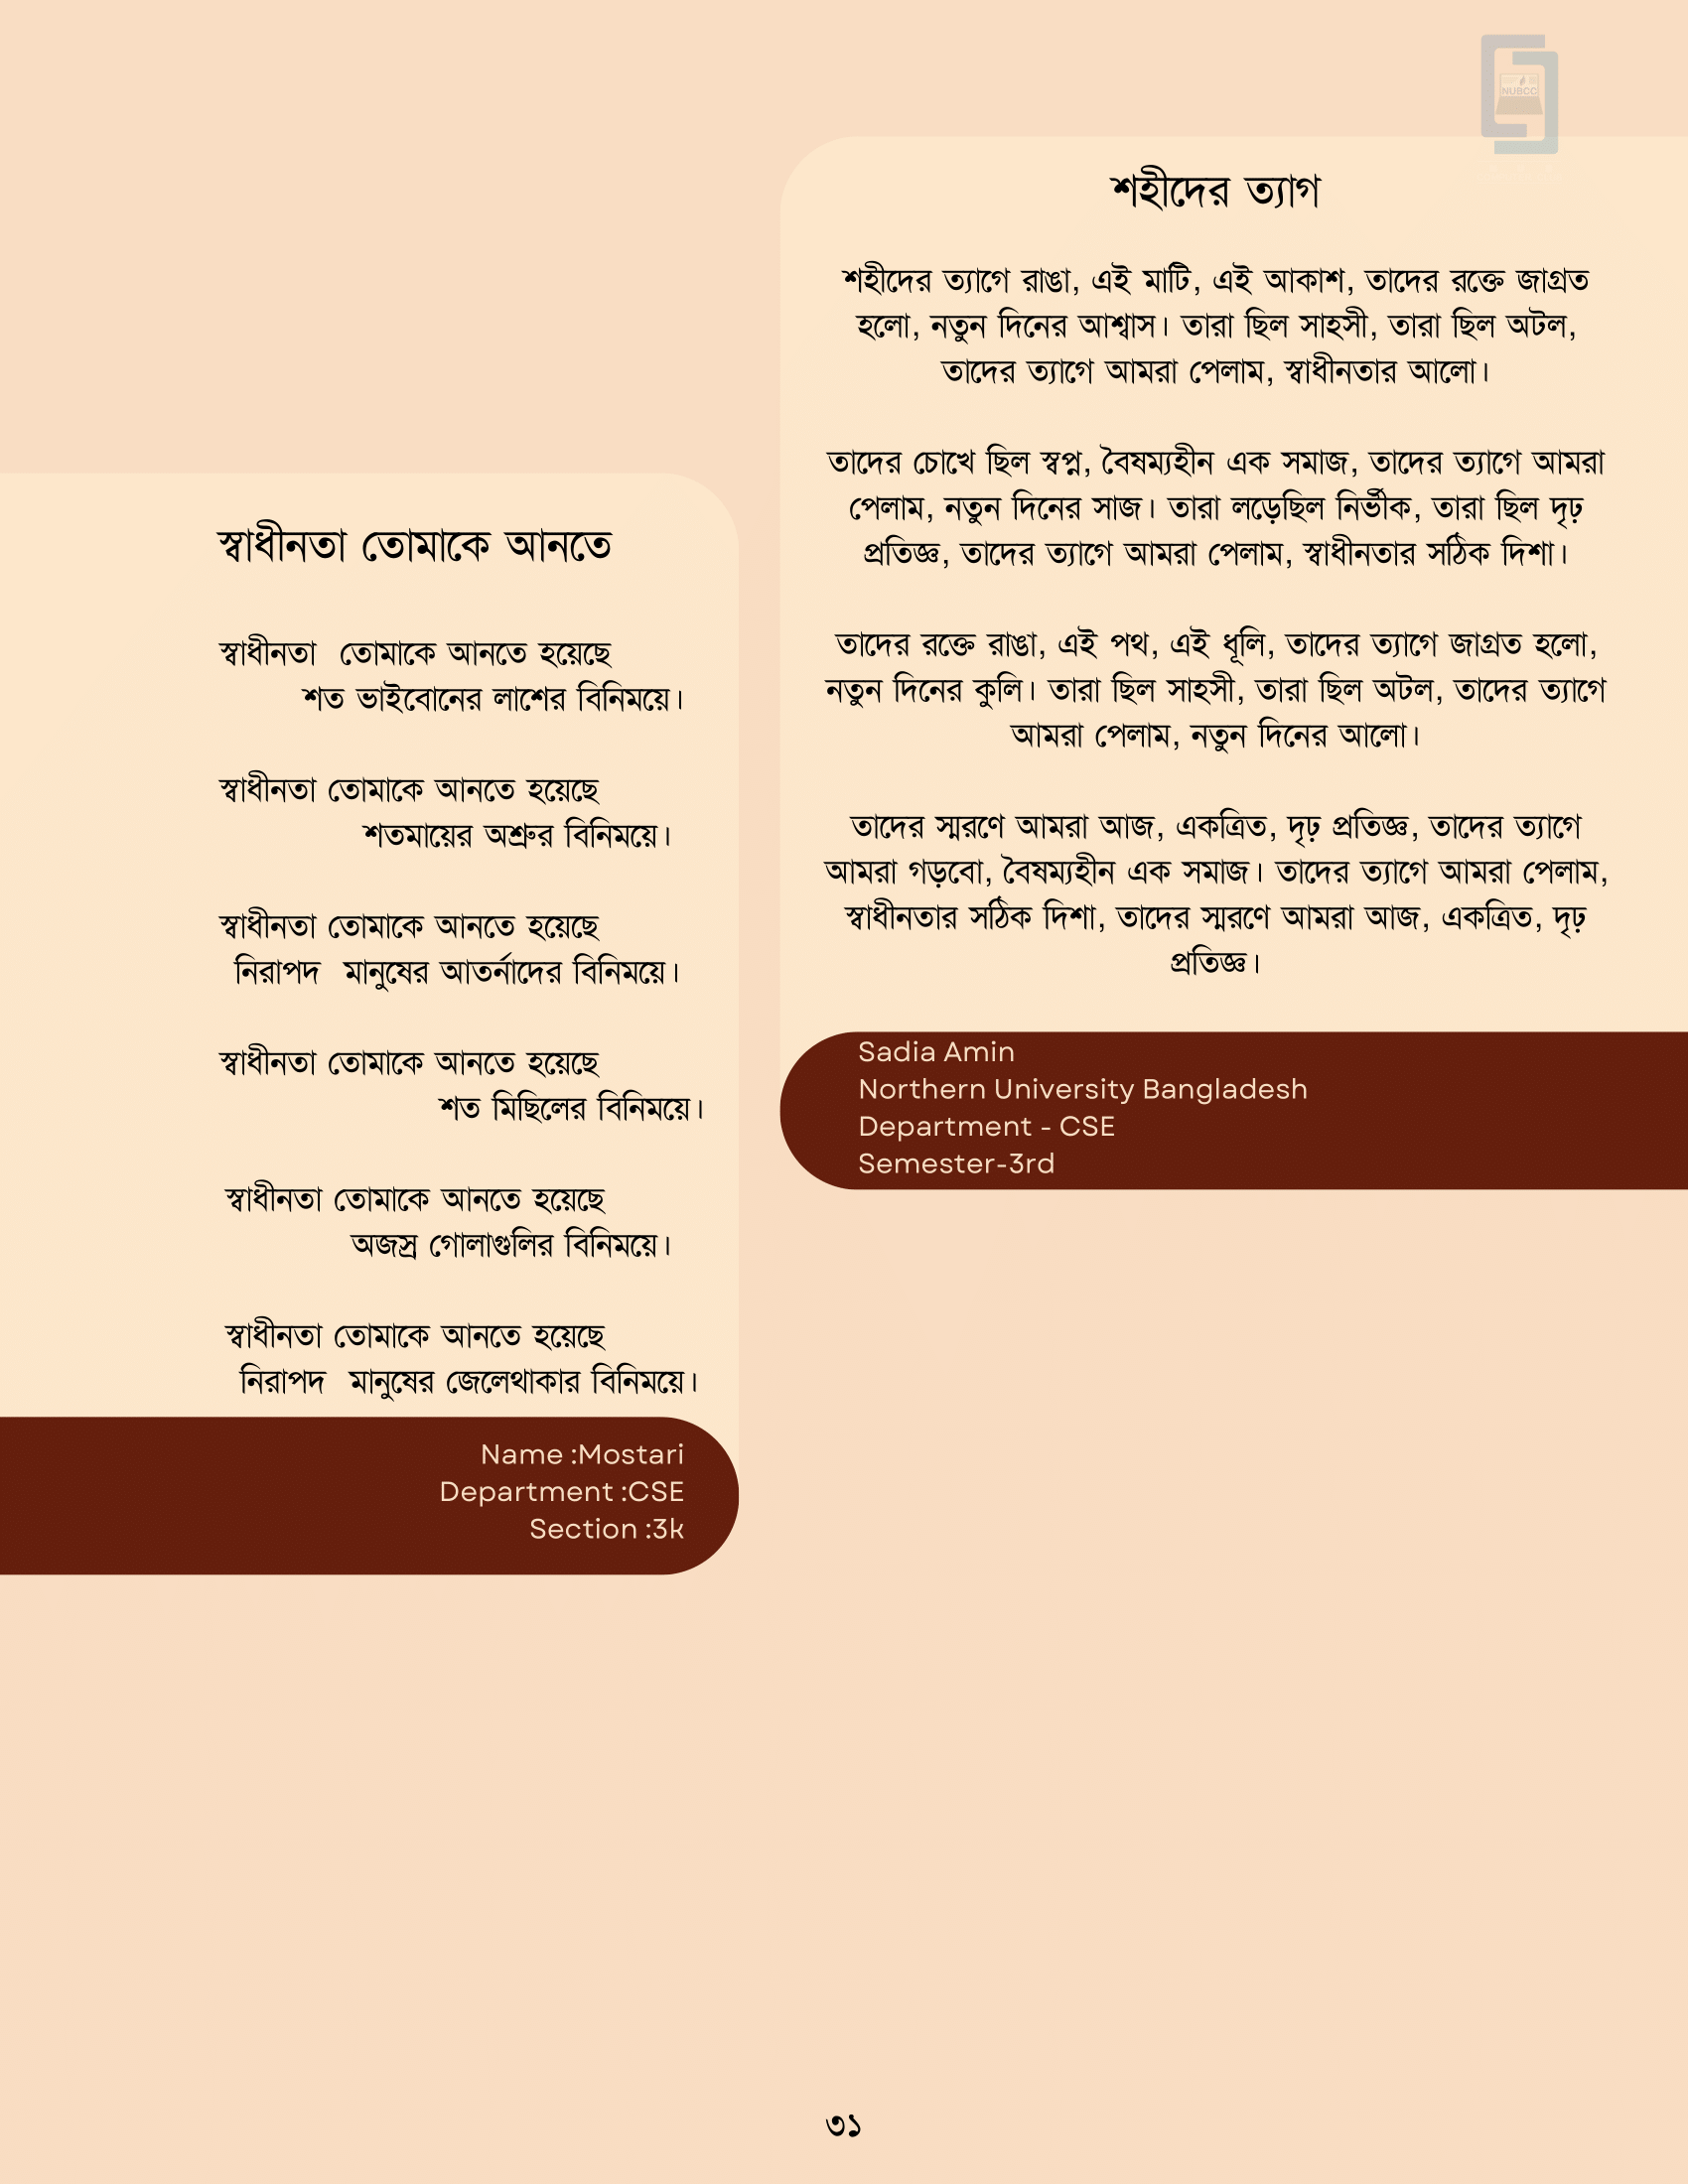 NUBCC
স্বাধীনতা তোমাকে আনতে
স্বাধীনতা তোমাকে আনতে হয়েছে
শত ভাইবোনের লাশের বিনিময়ে।
স্বাধীনতা তোমাকে আনতে হয়েছে
শতমায়ের অশ্রুর বিনিময়ে।
স্বাধীনতা তোমাকে আনতে হয়েছে
নিরাপদ মানুষের আতর্নাদের বিনিময়ে।
স্বাধীনতা তোমাকে আনতে হয়েছে
শত মিছিলের বিনিময়ে।
স্বাধীনতা তোমাকে আনতে হয়েছে
অজস্র গোলাগুলির বিনিময়ে।
স্বাধীনতা তোমাকে আনতে হয়েছে
নিরাপদ মানুষের জেলেথাকার বিনিময়ে।
Name :Mostari
Department :CSE
Section :3k
শহীদের ত্যাগ
শহীদের ত্যাগে রাঙা, এই মাটি, এই আকাশ, তাদের রক্তে জাগ্রত
হলো, নতুন দিনের আশ্বাস। তারা ছিল সাহসী, তারা ছিল অটল,
তাদের ত্যাগে আমরা পেলাম, স্বাধীনতার আলো।
তাদের চোখে ছিল স্বপ্ন, বৈষম্যহীন এক সমাজ, তাদের ত্যাগে আমরা
পেলাম, নতুন দিনের সাজ। তারা লড়েছিল নির্ভীক, তারা ছিল দৃঢ়
প্রতিজ্ঞ, তাদের ত্যাগে আমরা পেলাম, স্বাধীনতার সঠিক দিশা।
তাদের রক্তে রাঙা, এই পথ, এই ধূলি, তাদের ত্যাগে জাগ্রত হলো,
নতুন দিনের কুলি। তারা ছিল সাহসী, তারা ছিল অটল, তাদের ত্যাগে
আমরা পেলাম, নতুন দিনের আলো।
তাদের স্মরণে আমরা আজ, একত্রিত, দৃঢ় প্রতিজ্ঞ, তাদের ত্যাগে
আমরা গড়বো, বৈষম্যহীন এক সমাজ। তাদের ত্যাগে আমরা পেলাম,
স্বাধীনতার সঠিক দিশা, তাদের স্মরণে আমরা আজ, একত্রিত, দৃঢ়
প্রতিজ্ঞ।
Sadia Amin
Northern University Bangladesh
Department - CSE
Semester-3rd
৩১